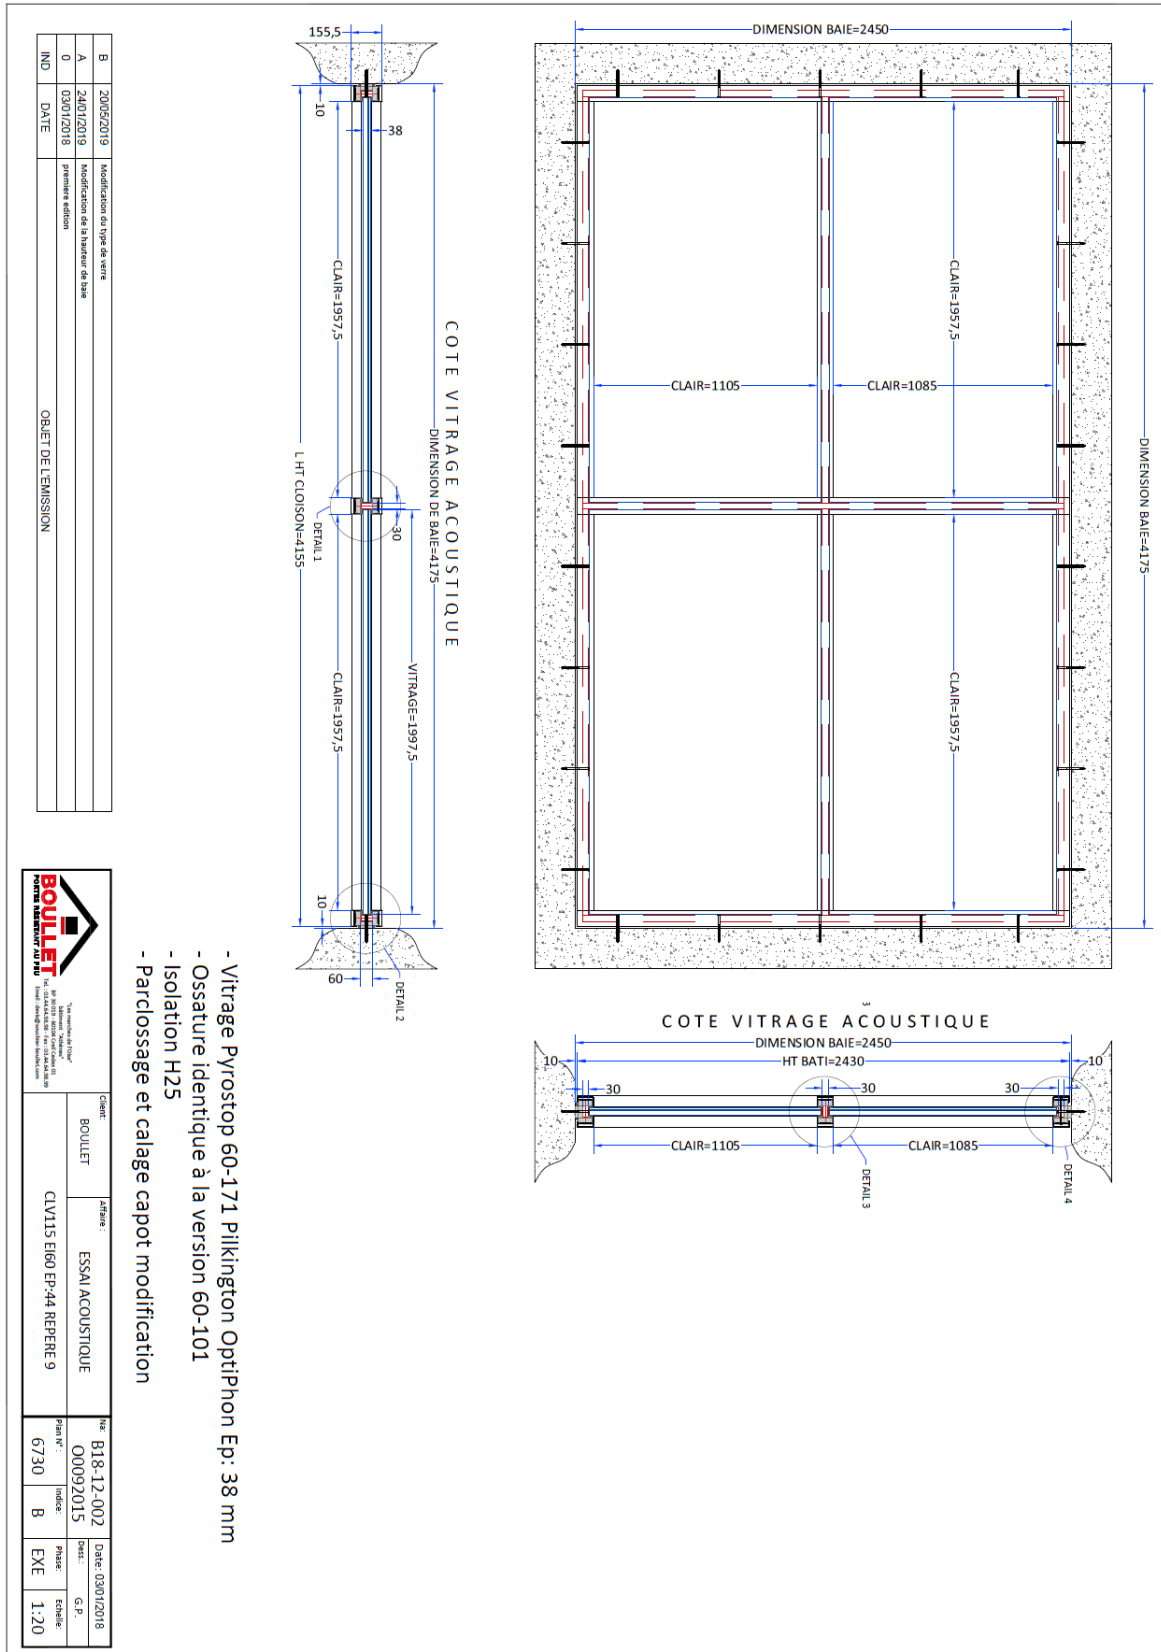 DIMENSION BAIE=2450
DIMENSION BAIE=4175
CLAIR=1957,5
CLAIR=1957,5
CLAIR=1105
CLAIR=1085
CLAIR=1957,5
CLAIR=1957,5
155,5
10
38
CLAIR=1957,5
COTE VITRAGE ACOUSTIQUE
DIMENSION DE BAIE=4175
L HT CLOISON=4155
30
DETAIL 1
VITRAGE=1997,5
CLAIR=1957,5
10
60
DETAIL 2
COTE VITRAGE ACOUSTIQUE
DIMENSION BAIE=2450
HT BATI=2430
10
10
30
30
30
CLAIR=1105
CLAIR=1085
DETAIL 3
DETAIL 4
- Vitrage Pyrostop 60-171 Pilkington OptiPhon Ep: 38 mm
- Ossature identique à la version 60-101
- Isolation H25
- Parclossage et calage capot modification
B 20/05/2019 Modification du type de verre
A 24/01/2019 Modification de la hauteur de baie
0 03/01/2018 premiere edition
IND DATE OBJET DE L'EMISSION
BOULLET
PORTES RÉSISTANT AU FEU
Client:
BOULLET
Affaire :
ESSAI ACOUSTIQUE
CLV115 EI60 EP:44 REPERE 9
Na: B18-12-002
O0092015
Date: 03/01/2018
Dess.: G.P.
Plan N° : 6730
Indice: B
Phase: EXE
Echelle: 1:20